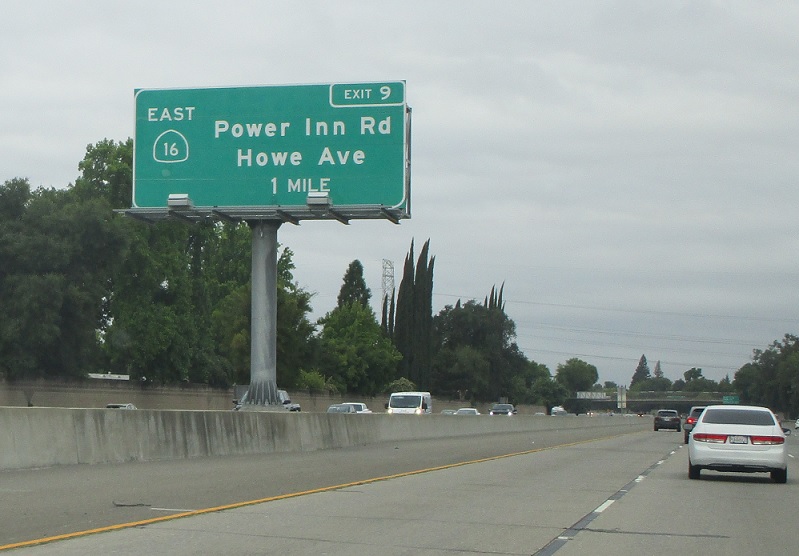 EXIT 9
EAST
16
Power Inn Rd
Howe Ave
1 MILE